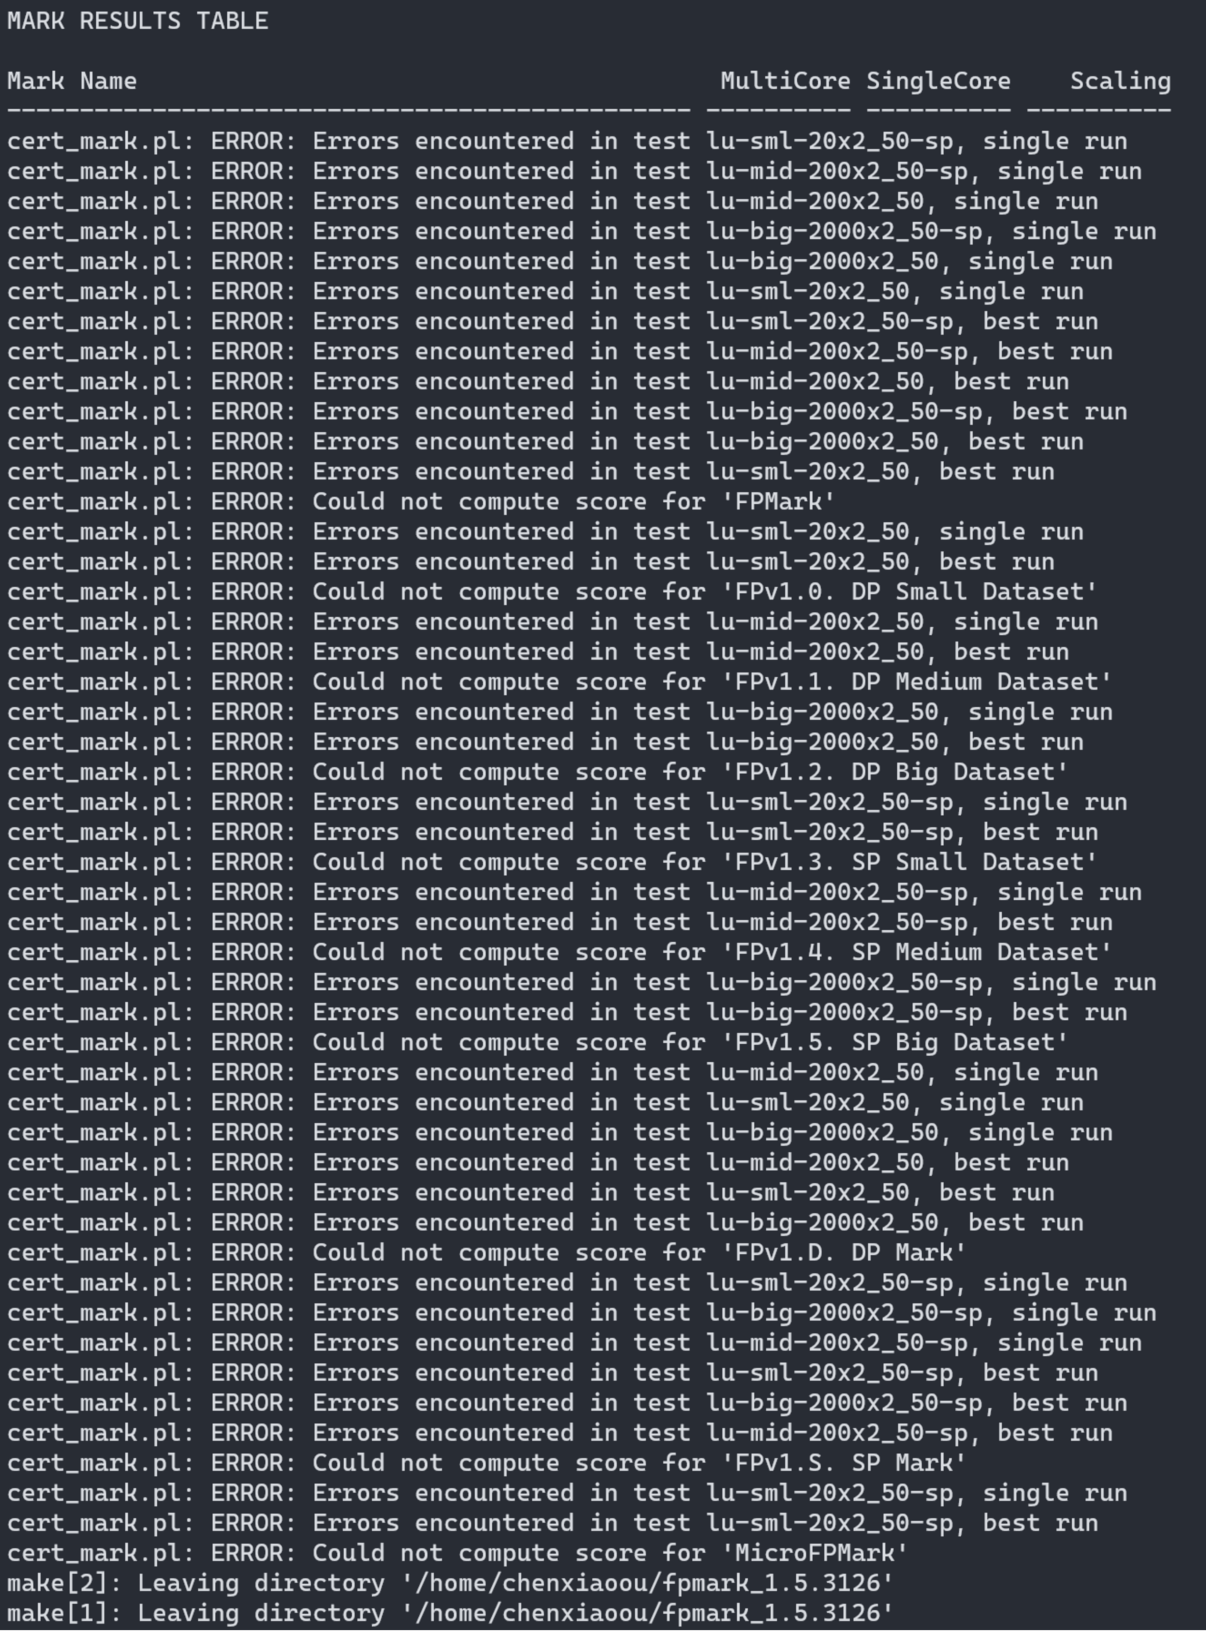 MARK RESULTS TABLE
Mark Name                                       MultiCore SingleCore    Scaling
----------------------------------------------- ---------- ---------- ----------
cert_mark.pl: ERROR: Errors encountered in test lu-sml-20x2_50-sp, single run
cert_mark.pl: ERROR: Errors encountered in test lu-mid-200x2_50-sp, single run
cert_mark.pl: ERROR: Errors encountered in test lu-mid-200x2_50, single run
cert_mark.pl: ERROR: Errors encountered in test lu-big-2000x2_50-sp, single run
cert_mark.pl: ERROR: Errors encountered in test lu-big-2000x2_50, single run
cert_mark.pl: ERROR: Errors encountered in test lu-sml-20x2_50, single run
cert_mark.pl: ERROR: Errors encountered in test lu-sml-20x2_50-sp, best run
cert_mark.pl: ERROR: Errors encountered in test lu-mid-200x2_50-sp, best run
cert_mark.pl: ERROR: Errors encountered in test lu-mid-200x2_50, best run
cert_mark.pl: ERROR: Errors encountered in test lu-big-2000x2_50-sp, best run
cert_mark.pl: ERROR: Errors encountered in test lu-big-2000x2_50, best run
cert_mark.pl: ERROR: Errors encountered in test lu-sml-20x2_50, best run
cert_mark.pl: ERROR: Could not compute score for 'FPMark'
cert_mark.pl: ERROR: Errors encountered in test lu-sml-20x2_50, single run
cert_mark.pl: ERROR: Errors encountered in test lu-sml-20x2_50, best run
cert_mark.pl: ERROR: Could not compute score for 'FPv1.0. DP Small Dataset'
cert_mark.pl: ERROR: Errors encountered in test lu-mid-200x2_50, single run
cert_mark.pl: ERROR: Errors encountered in test lu-mid-200x2_50, best run
cert_mark.pl: ERROR: Could not compute score for 'FPv1.1. DP Medium Dataset'
cert_mark.pl: ERROR: Errors encountered in test lu-big-2000x2_50, single run
cert_mark.pl: ERROR: Errors encountered in test lu-big-2000x2_50, best run
cert_mark.pl: ERROR: Could not compute score for 'FPv1.2. DP Big Dataset'
cert_mark.pl: ERROR: Errors encountered in test lu-sml-20x2_50-sp, single run
cert_mark.pl: ERROR: Errors encountered in test lu-sml-20x2_50-sp, best run
cert_mark.pl: ERROR: Could not compute score for 'FPv1.3. SP Small Dataset'
cert_mark.pl: ERROR: Errors encountered in test lu-mid-200x2_50-sp, single run
cert_mark.pl: ERROR: Errors encountered in test lu-mid-200x2_50-sp, best run
cert_mark.pl: ERROR: Could not compute score for 'FPv1.4. SP Medium Dataset'
cert_mark.pl: ERROR: Errors encountered in test lu-big-2000x2_50-sp, single run
cert_mark.pl: ERROR: Errors encountered in test lu-big-2000x2_50-sp, best run
cert_mark.pl: ERROR: Could not compute score for 'FPv1.5. SP Big Dataset'
cert_mark.pl: ERROR: Errors encountered in test lu-mid-200x2_50, single run
cert_mark.pl: ERROR: Errors encountered in test lu-sml-20x2_50, single run
cert_mark.pl: ERROR: Errors encountered in test lu-big-2000x2_50, single run
cert_mark.pl: ERROR: Errors encountered in test lu-mid-200x2_50, best run
cert_mark.pl: ERROR: Errors encountered in test lu-sml-20x2_50, best run
cert_mark.pl: ERROR: Errors encountered in test lu-big-2000x2_50, best run
cert_mark.pl: ERROR: Could not compute score for 'FPv1.D. DP Mark'
cert_mark.pl: ERROR: Errors encountered in test lu-sml-20x2_50-sp, single run
cert_mark.pl: ERROR: Errors encountered in test lu-big-2000x2_50-sp, single run
cert_mark.pl: ERROR: Errors encountered in test lu-mid-200x2_50-sp, single run
cert_mark.pl: ERROR: Errors encountered in test lu-sml-20x2_50-sp, best run
cert_mark.pl: ERROR: Errors encountered in test lu-big-2000x2_50-sp, best run
cert_mark.pl: ERROR: Errors encountered in test lu-mid-200x2_50-sp, best run
cert_mark.pl: ERROR: Could not compute score for 'FPv1.S. SP Mark'
cert_mark.pl: ERROR: Errors encountered in test lu-sml-20x2_50-sp, single run
cert_mark.pl: ERROR: Errors encountered in test lu-sml-20x2_50-sp, best run
cert_mark.pl: ERROR: Could not compute score for 'MicroFPMark'
make[2]: Leaving directory '/home/chenxiaoou/fpmark_1.5.3126'
make[1]: Leaving directory '/home/chenxiaoou/fpmark_1.5.3126'